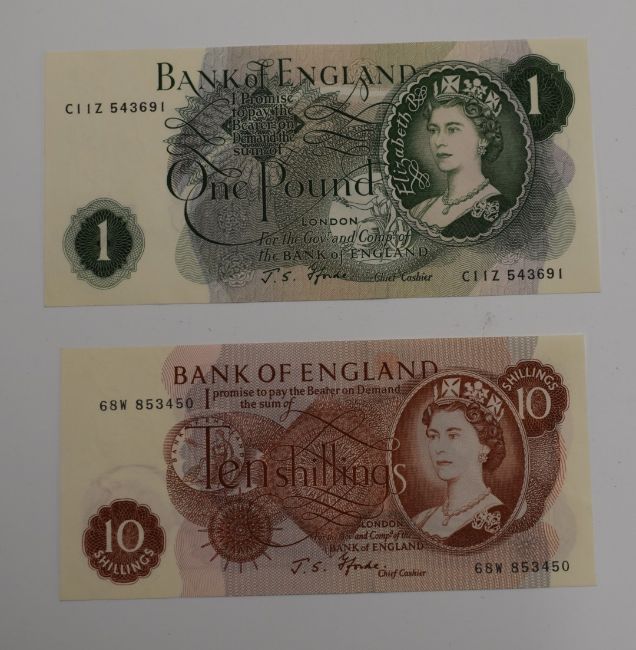 BANK of ENGLAND
1
C11Z 543691
I Promise
to pay the
Bearer on
Demand the
sum of
One Pound
Elizabeth R
LONDON
For the Gov.r and Comp.a of
the BANK of ENGLAND
1
J. S. Fforde
Chief Cashier
C11Z 543691
BANK OF ENGLAND
SHILLINGS
10
68W 853450
I promise to pay the Bearer on Demand
the sum of
Ten shillings
LONDON
For the Gov.r and Comp.a of the
BANK OF ENGLAND
10
SHILLINGS
J. S. Fforde.
Chief Cashier
68W 853450